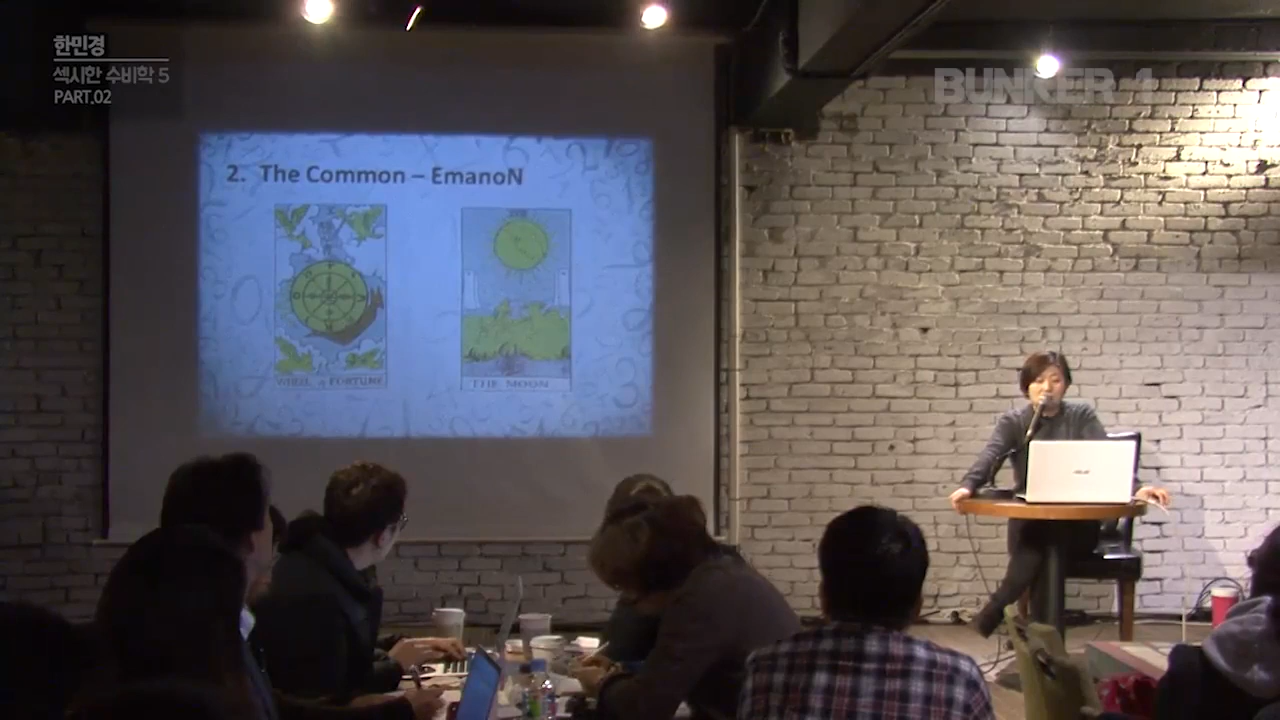 한민경
섹시한 수비학 5
PART.02
BUNKER 1
2. The Common – EmanoN
WHEEL of FORTUNE
THE MOON
ASUS